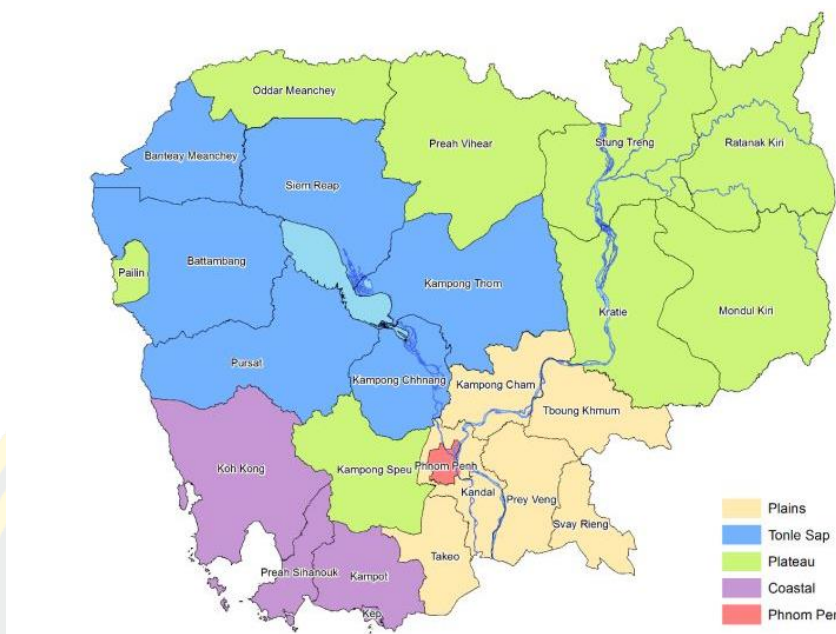 Oddar Meanchey
Preah Vihear
Stung Treng
Ratanak Kiri
Banteay Meanchey
Siem Reap
Battambang
Pailin
Kampong Thom
Kratie
Mondul Kiri
Pursat
Kampong Chhnang
Kampong Cham
Tboung Khmum
Koh Kong
Kampong Speu
Phnom Penh
Kandal
Prey Veng
Svay Rieng
Takeo
Preah Sihanouk
Kampot
Kep
Plains
Tonle Sap
Plateau
Coastal
Phnom Per